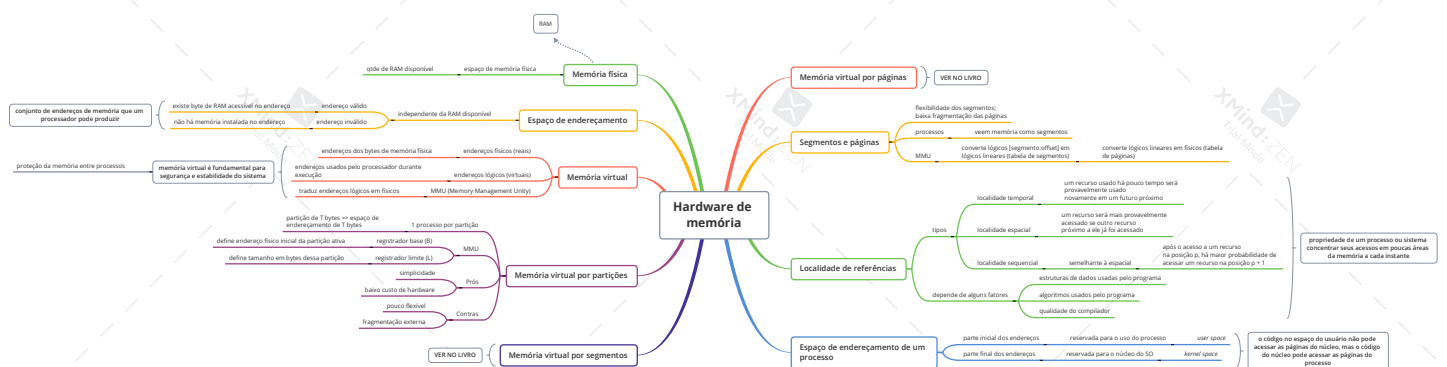 Hardware de
memória
RAM
Memória física
espaço de memória física
qtde de RAM disponível
Espaço de endereçamento
independente da RAM disponível
endereço válido
existe byte de RAM acessível no endereço
endereço inválido
não há memória instalada no endereço
conjunto de endereços de memória que um
processador pode produzir
Memória virtual
endereços físicos (reais)
endereços dos bytes de memória física
endereços lógicos (virtuais)
endereços usados pelo processador durante
execução
MMU (Memory Management Unity)
traduz endereços lógicos em físicos
memória virtual é fundamental para
segurança e estabilidade do sistema
proteção da memória entre processos
Memória virtual por partições
1 processo por partição
partição de T bytes => espaço de
endereçamento de T bytes
MMU
registrador base (B)
define endereço físico inicial da partição ativa
registrador limite (L)
define tamanho em bytes dessa partição
Prós
simplicidade
baixo custo de hardware
Contras
pouco flexível
fragmentação externa
Memória virtual por segmentos
VER NO LIVRO
Memória virtual por páginas
VER NO LIVRO
Segmentos e páginas
flexibilidade dos segmentos;
baixa fragmentação das páginas
processos
veem memória como segmentos
MMU
converte lógicos [segmento:offset] em
lógicos lineares (tabela de segmentos)
converte lógicos lineares em físicos (tabela
de páginas)
Localidade de referências
tipos
localidade temporal
um recurso usado há pouco tempo será
provavelmente usado
novamente em um futuro próximo
localidade espacial
um recurso será mais provavelmente
acessado se outro recurso
próximo a ele já foi acessado
localidade sequencial
semelhante à espacial
após o acesso a um recurso
na posição p, há maior probabilidade de
acessar um recurso na posição p + 1
depende de alguns fatores
estruturas de dados usadas pelo programa
algoritmos usados pelo programa
qualidade do compilador
propriedade de um processo ou sistema
concentrar seus acessos em poucas áreas
da memória a cada instante
Espaço de endereçamento de um
processo
parte inicial dos endereços
reservada para o uso do processo
user space
parte final dos endereços
reservada para o núcleo do SO
kernel space
o código no espaço do usuário não pode
acessar as páginas do núcleo, mas o código
do núcleo pode acessar as páginas do
processo
XMind:ZEN
Trial Mode
XMind:ZEN
Trial Mode
XMind:ZEN
Trial Mode